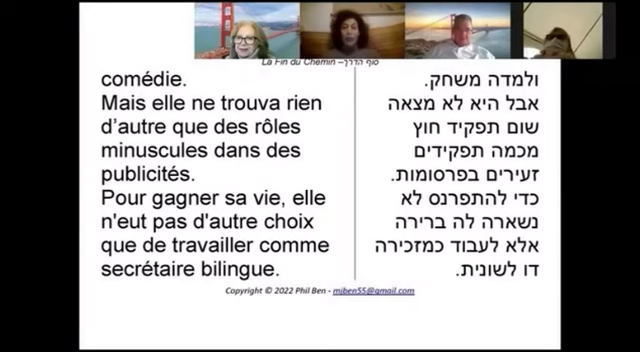 La Fin du Chemin –סוף הדרך
comédie.
Mais elle ne trouva rien
d’autre que des rôles
minuscules dans des
publicités.
Pour gagner sa vie, elle
n'eut pas d'autre choix
que de travailler comme
secrétaire bilingue.
ולמדה משחק.
אבל היא לא מצאה
שום תפקיד חוץ
מכמה תפקידים
זעירים בפרסומות.
כדי להתפרנס לא
נשארה לה ברירה
אלא לעבוד כמזכירה
דו לשונית.
Copyright © 2022 Phil Ben - mjben55@gmail.com